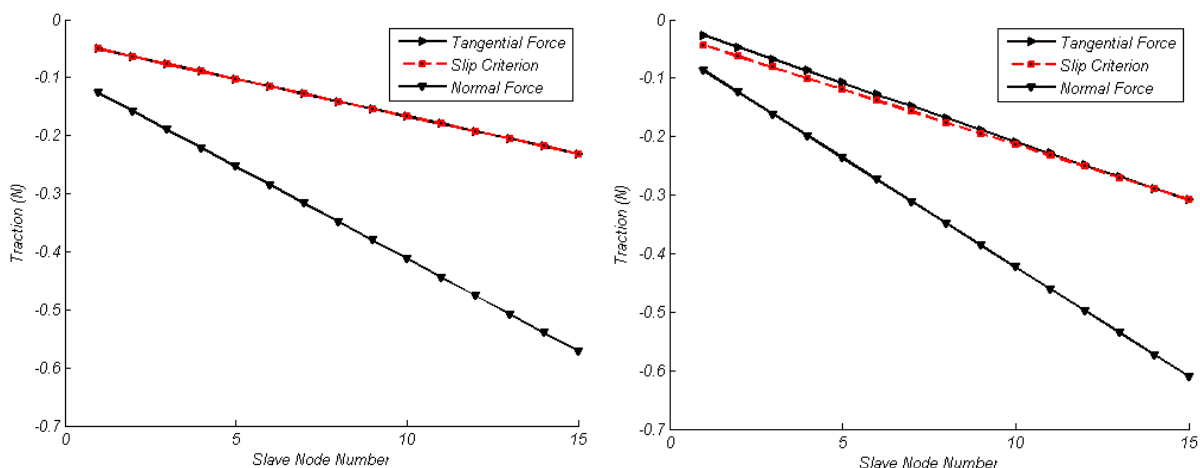 0
-0.1
-0.2
-0.3
-0.4
-0.5
-0.6
-0.7
Traction (N)
0
5
10
15
Slave Node Number
Tangential Force
Slip Criterion
Normal Force
0
-0.1
-0.2
-0.3
-0.4
-0.5
-0.6
-0.7
Traction (N)
0
5
10
15
Slave Node Number
Tangential Force
Slip Criterion
Normal Force